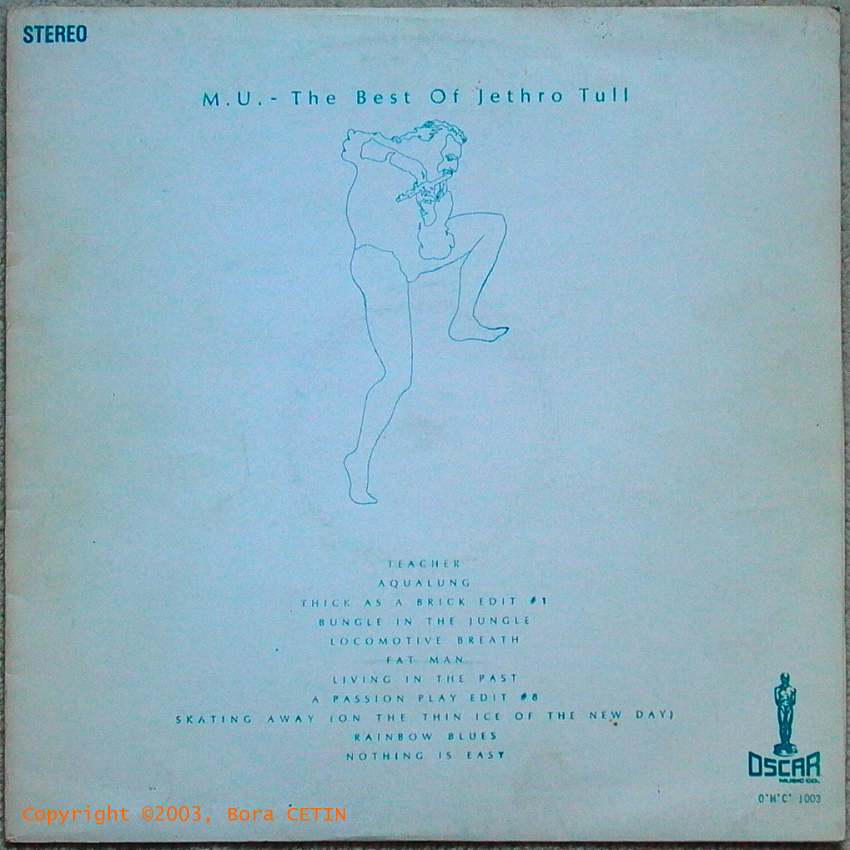 STEREO
M.U.- The Best Of Jethro Tull
TEACHER
AQUALUNG
THICK AS A BRICK EDIT #1
BUNGLE IN THE JUNGLE
LOCOMOTIVE BREATH
FAT MAN
LIVING IN THE PAST
A PASSION PLAY EDIT #8
SKATING AWAY (ON THE THIN ICE OF THE NEW DAY)
RAINBOW BLUES
NOTHING IS EASY
OSCAR
MUSIC CO.
O'M'C' 1003
Copyright ©2003, Bora CETIN